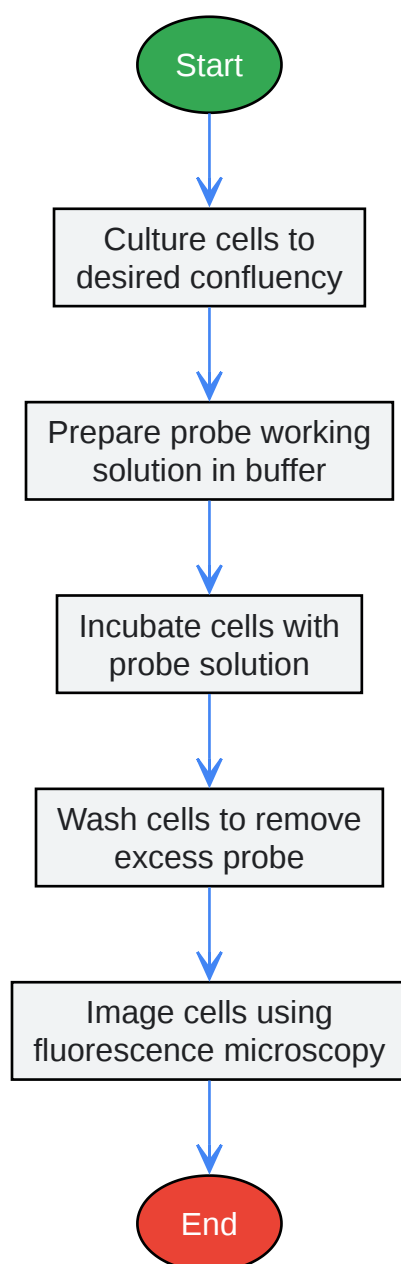 Start
Culture cells to
desired confluency
Prepare probe working
solution in buffer
Incubate cells with
probe solution
Wash cells to remove
excess probe
Image cells using
fluorescence microscopy
End